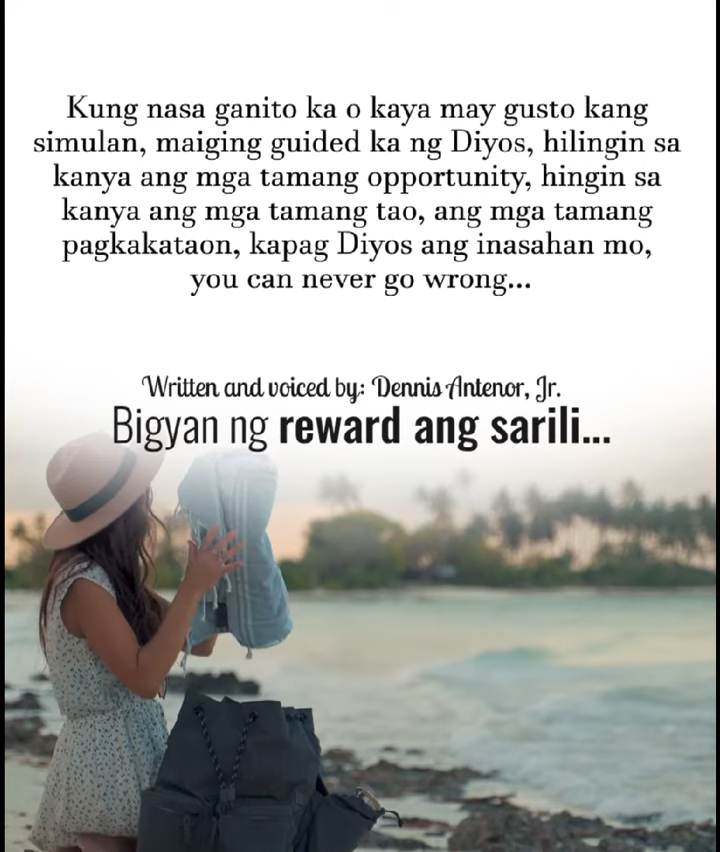 Kung nasa ganito ka o kaya may gusto kang
simulan, maiging guided ka ng Diyos, hilingin sa
kanya ang mga tamang opportunity, hingin sa
kanya ang mga tamang tao, ang mga tamang
pagkakataon, kapag Diyos ang inasahan mo,
you can never go wrong...
Written and voiced by: Dennis Antenor, Jr.
Bigyan ng reward ang sarili...